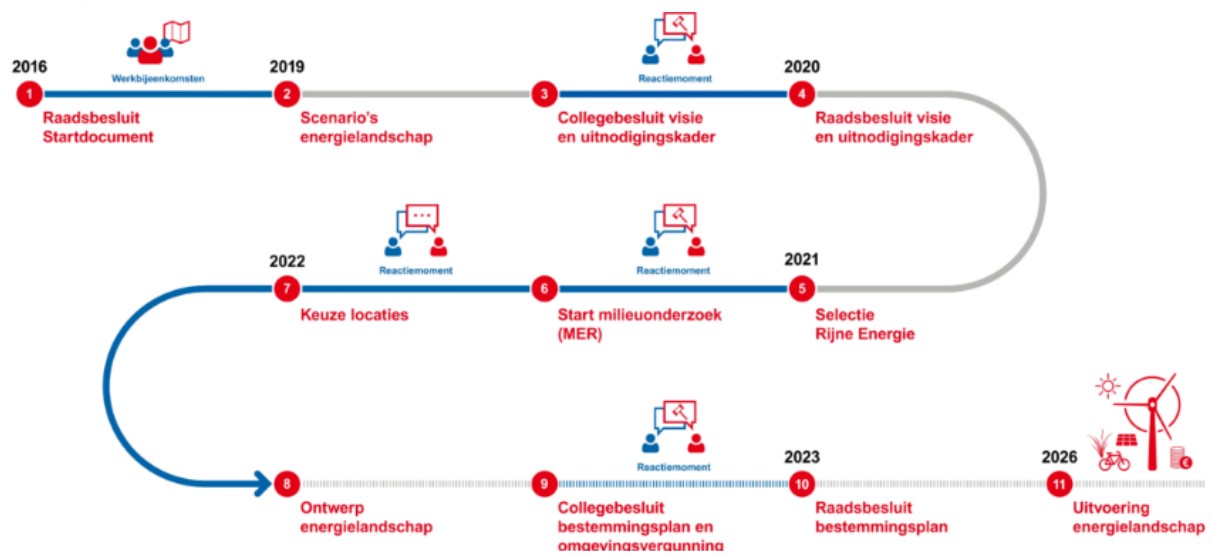 2016
Werkbijeenkomsten
2019
Reactiemoment
2020
1
2
3
4
Raadsbesluit
Startdocument
Scenario's
energielandschap
Collegebesluit visie
en uitnodigingskader
Raadsbesluit visie
en uitnodigingskader
2022
Reactiemoment
Reactiemoment
2021
7
6
5
Keuze locaties
Start milieuonderzoek
(MER)
Selectie
Rijne Energie
Reactiemoment
2023
2026
€
8
9
10
11
Ontwerp
energielandschap
Collegebesluit
bestemmingsplan en
omgevingsvergunning
Raadsbesluit
bestemmingsplan
Uitvoering
energielandschap